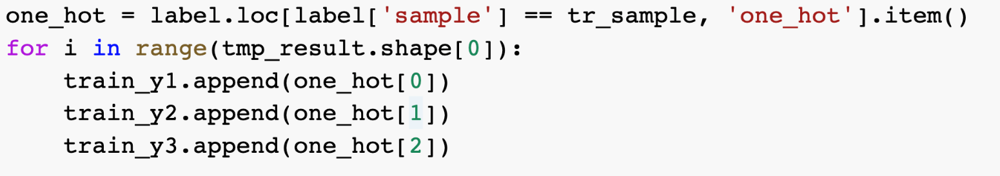 one_hot = label.loc[label['sample'] == tr_sample, 'one_hot'].item()
for i in range(tmp_result.shape[0]):
    train_y1.append(one_hot[0])
    train_y2.append(one_hot[1])
    train_y3.append(one_hot[2])